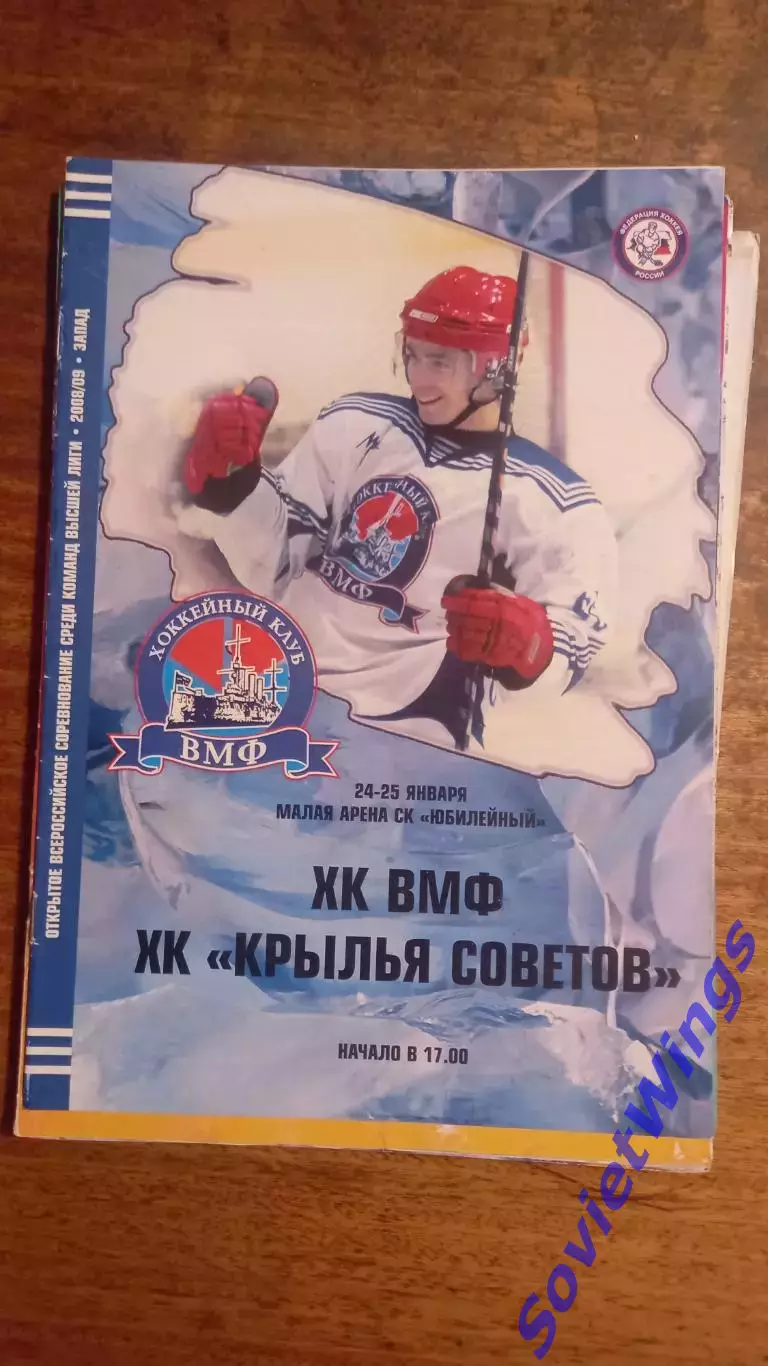 ОТКРЫТОЕ ВСЕРОССИЙСКОЕ СОРЕВНОВАНИЕ СРЕДИ КОМАНД ВЫСШЕЙ ЛИГИ • 2008/09 • ЗАПАД
ФЕДЕРАЦИЯ ХОККЕЯ
РОССИИ
ХОККЕЙНЫЙ К
ВМФ
ХОККЕЙНЫЙ КЛУБ
ВМФ
24-25 ЯНВАРЯ
МАЛАЯ АРЕНА СК «ЮБИЛЕЙНЫЙ»
ХК ВМФ
ХК «КРЫЛЬЯ СОВЕТОВ»
НАЧАЛО В 17.00
SovietWings